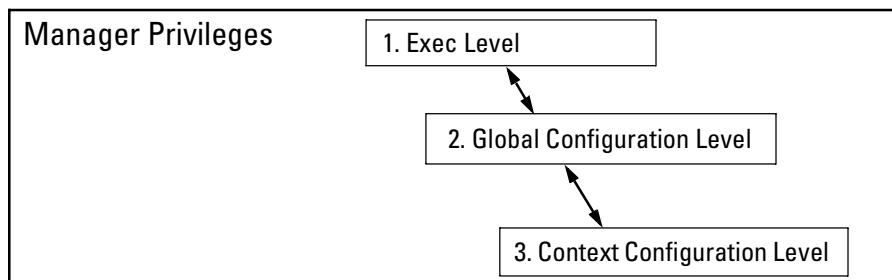 Manager Privileges
1. Exec Level
2. Global Configuration Level
3. Context Configuration Level